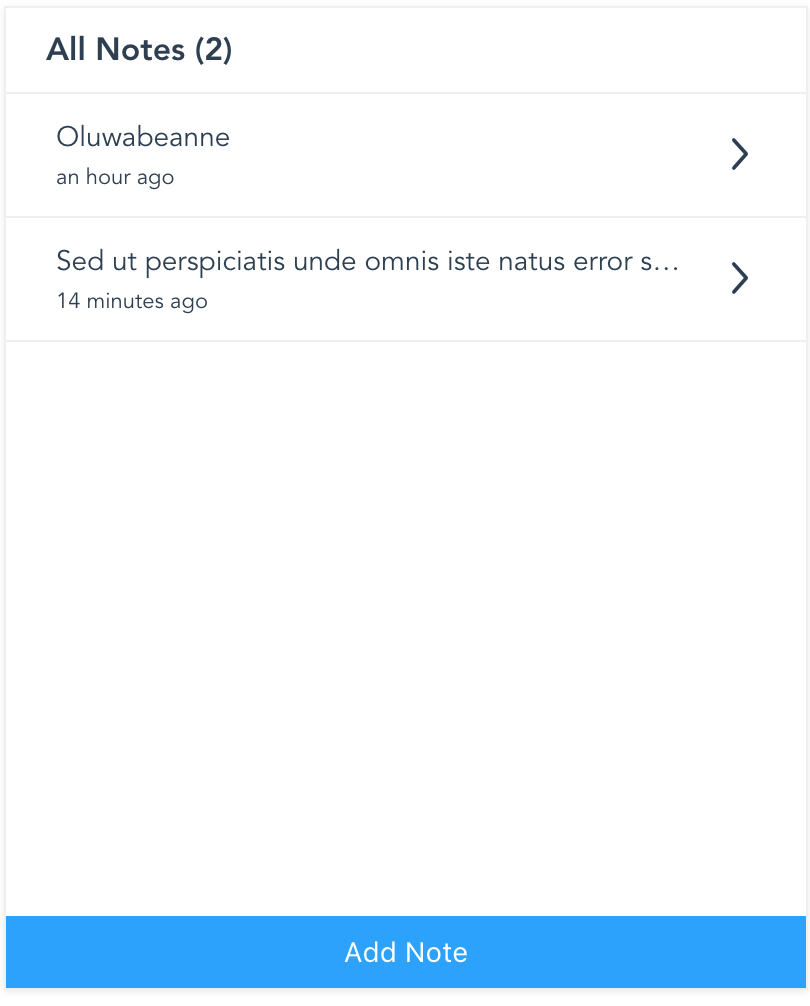 All Notes (2)
Oluwabeanne
an hour ago
Sed ut perspiciatis unde omnis iste natus error s...
14 minutes ago
Add Note